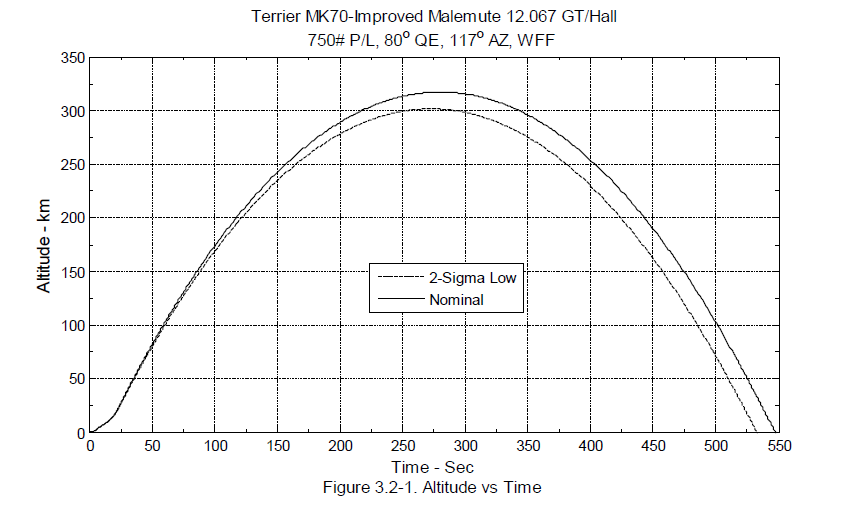 Terrier MK70-Improved Malemute 12.067 GT/Hall
750# P/L, 80º QE, 117º AZ, WFF
350
300
250
200
150
100
50
0
Altitude - km
2-Sigma Low
Nominal
0 50 100 150 200 250 300 350 400 450 500 550
Time - Sec
Figure 3.2-1. Altitude vs Time